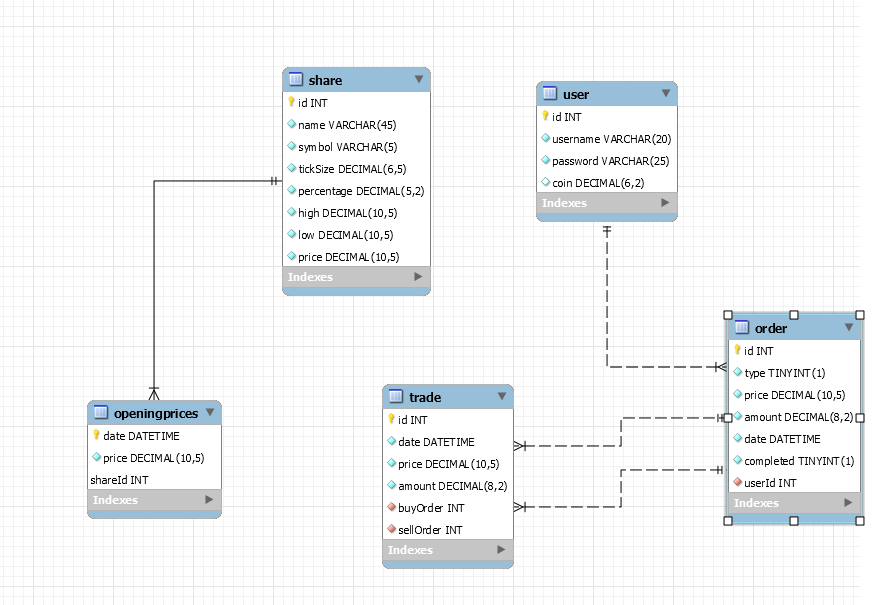 share
id INT
name VARCHAR(45)
symbol VARCHAR(5)
tickSize DECIMAL(6,5)
percentage DECIMAL(5,2)
high DECIMAL(10,5)
low DECIMAL(10,5)
price DECIMAL(10,5)
Indexes
user
id INT
username VARCHAR(20)
password VARCHAR(25)
coin DECIMAL(6,2)
Indexes
order
id INT
type TINYINT(1)
price DECIMAL(10,5)
amount DECIMAL(8,2)
date DATETIME
completed TINYINT(1)
userId INT
Indexes
trade
id INT
date DATETIME
price DECIMAL(10,5)
amount DECIMAL(8,2)
buyOrder INT
sellOrder INT
Indexes
openingprices
date DATETIME
price DECIMAL(10,5)
shareId INT
Indexes